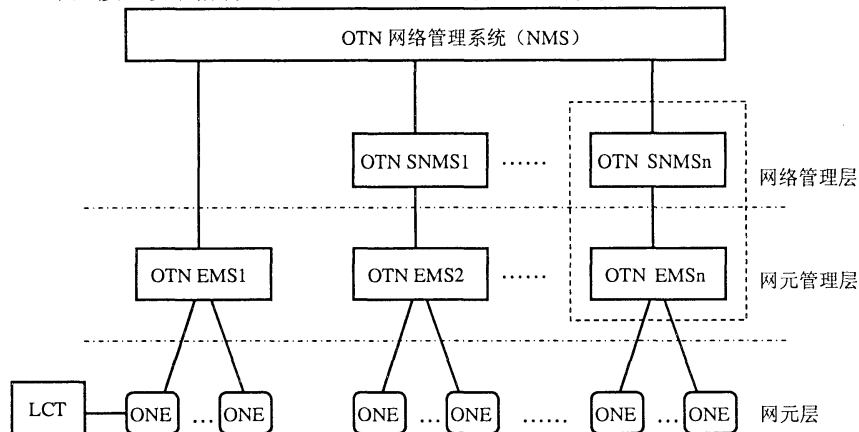 OTN 网络管理系统（NMS）
OTN SNMS1 …… OTN SNMSn
网络管理层
OTN EMS1 OTN EMS2 …… OTN EMSn 网元管理层
LCT ONE … ONE ONE … ONE …… ONE … ONE 网元层